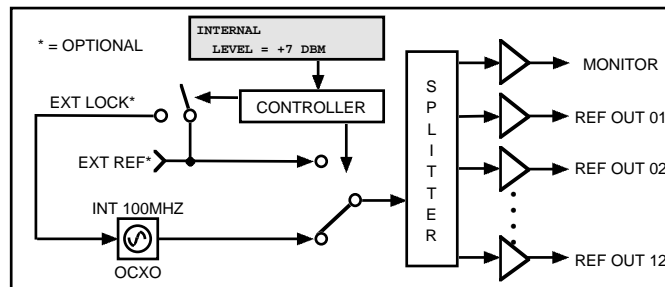 * = OPTIONAL
INTERNAL
LEVEL = +7 DBM
CONTROLLER
EXT LOCK*
EXT REF*
INT 100MHZ
OCXO
SPLITTER
MONITOR
REF OUT 01
REF OUT 02
REF OUT 12